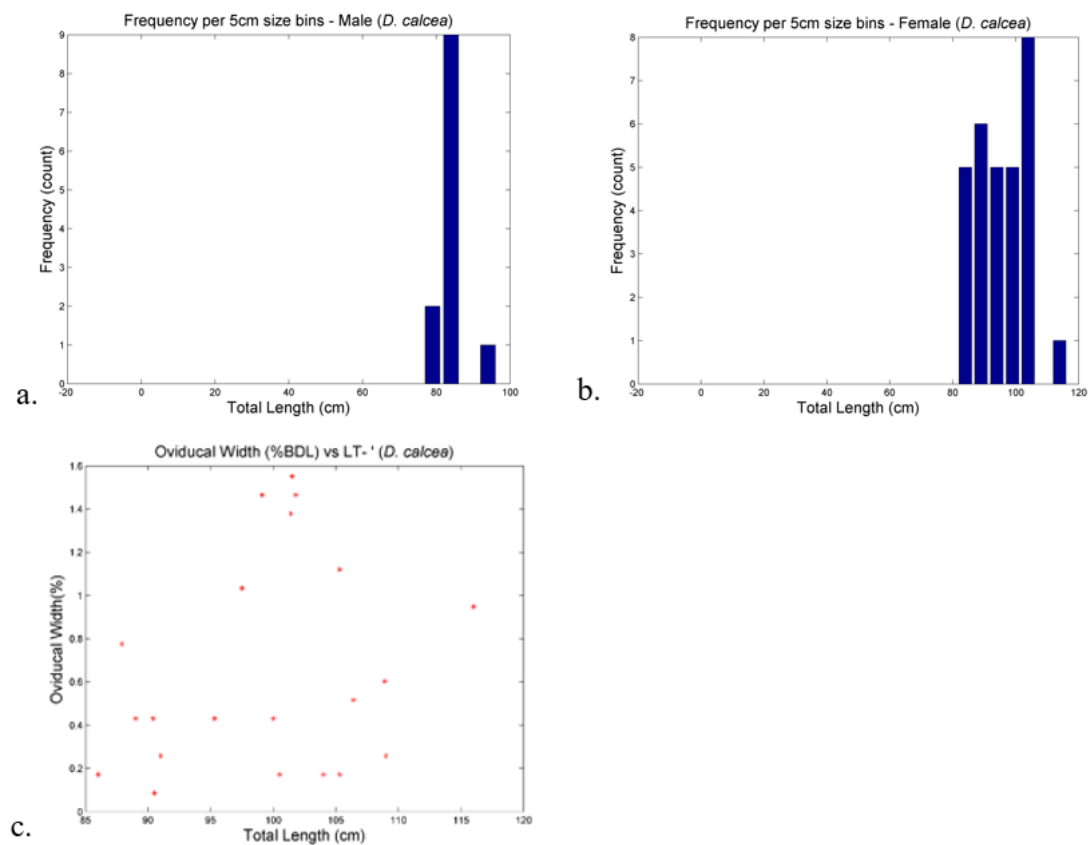 Frequency per 5cm size bins - Male (D. calcea)
9
8
7
6
5
4
3
2
1
0
Frequency (count)
-20 0 20 40 60 80 100
Total Length (cm)
a.
Frequency per 5cm size bins - Female (D. calcea)
8
7
6
5
4
3
2
1
0
Frequency (count)
-20 0 20 40 60 80 100 120
Total Length (cm)
b.
Oviducal Width (%BDL) vs LT- ' (D. calcea)
1.6
1.4
1.2
1
0.8
0.6
0.4
0.2
0
Oviducal Width(%)
85 90 95 100 105 110 115 120
Total Length (cm)
c.